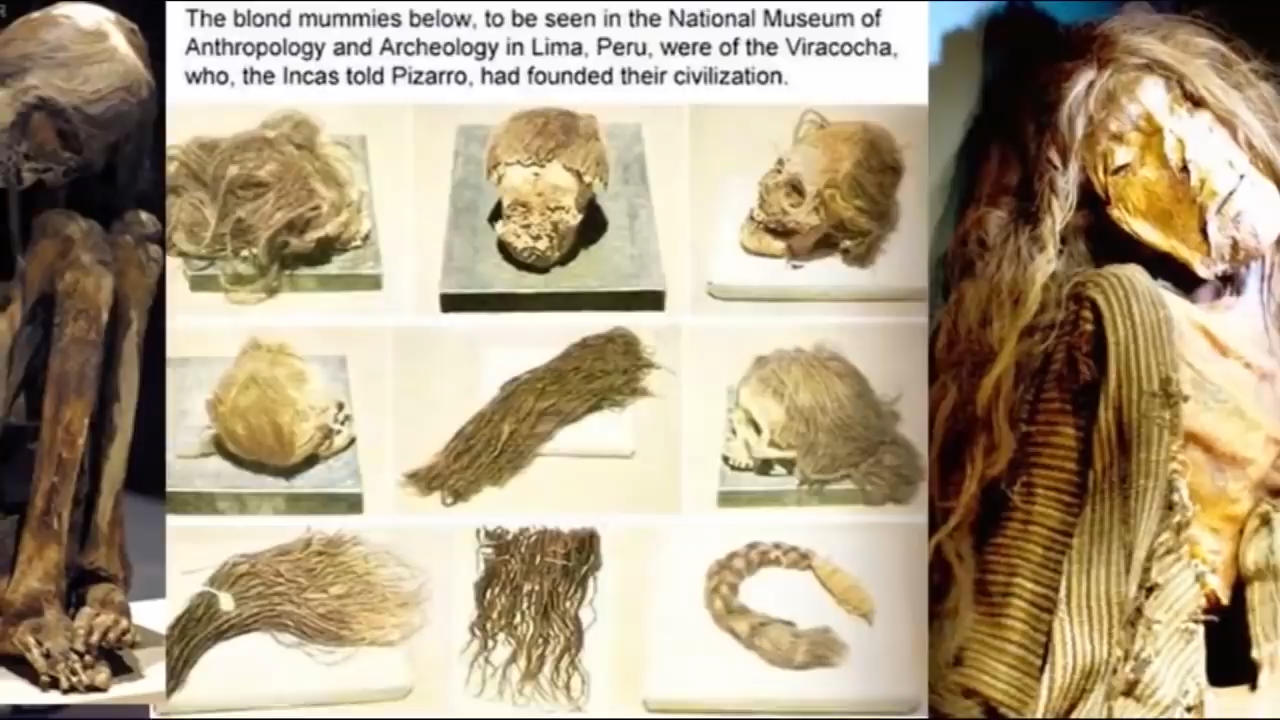 The blond mummies below, to be seen in the National Museum of
Anthropology and Archeology in Lima, Peru, were of the Viracocha,
who, the Incas told Pizarro, had founded their civilization.